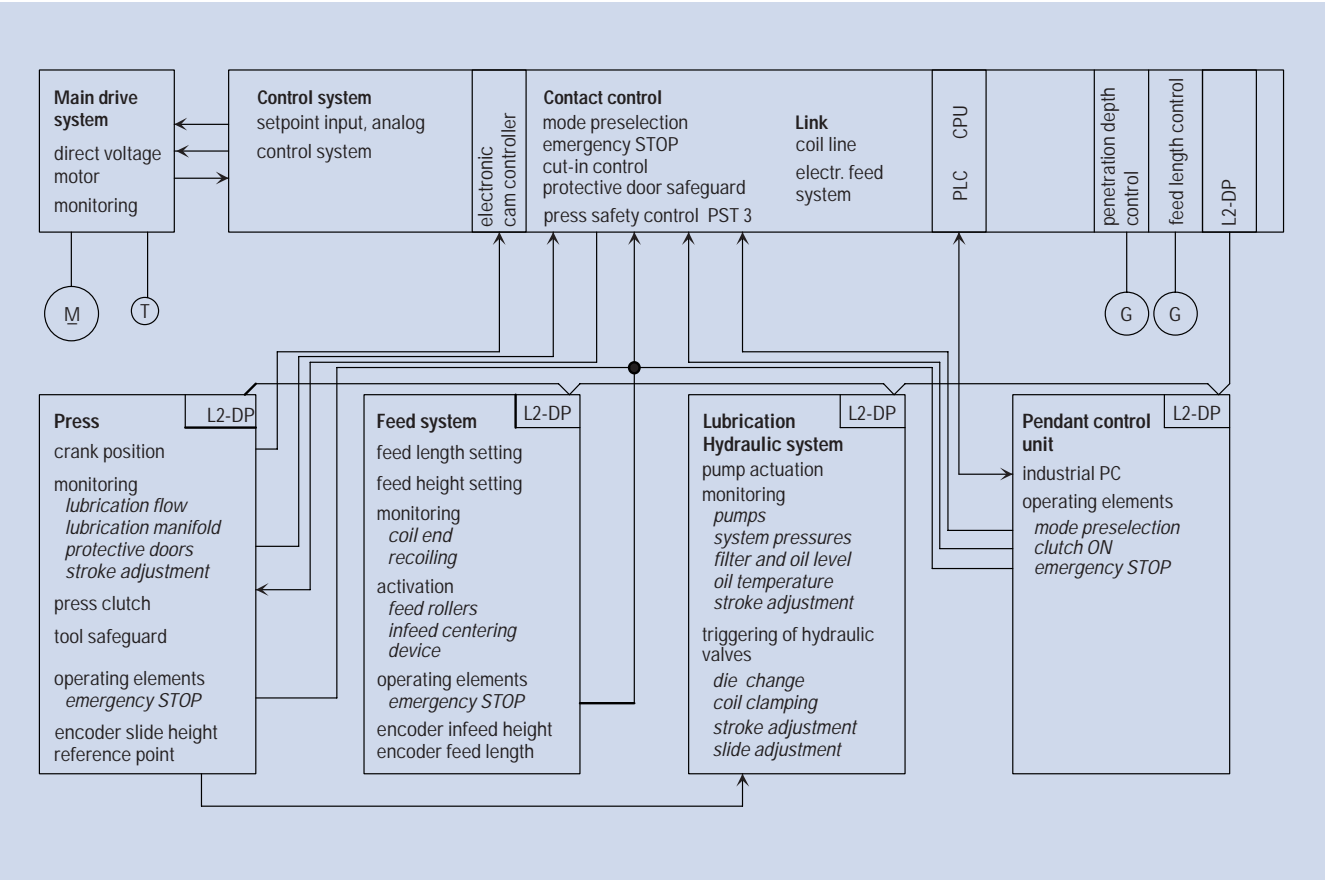 Main drive
system
direct voltage
motor
monitoring
M
T
Control system
setpoint input, analog
control system
electronic
cam controller
Contact control
mode preselection
emergency STOP
cut-in control
protective door safeguard
press safety control PST 3
Link
coil line
electr. feed
system
PLC CPU
penetration depth
control
feed length control
L2-DP
G
G
Press
L2-DP
crank position
monitoring
lubrication flow
lubrication manifold
protective doors
stroke adjustment
press clutch
tool safeguard
operating elements
emergency STOP
encoder slide height
reference point
Feed system
L2-DP
feed length setting
feed height setting
monitoring
coil end
recoiling
activation
feed rollers
infeed centering
device
operating elements
emergency STOP
encoder infeed height
encoder feed length
Lubrication
L2-DP
Hydraulic system
pump actuation
monitoring
pumps
system pressures
filter and oil level
oil temperature
stroke adjustment
triggering of hydraulic
valves
die change
coil clamping
stroke adjustment
slide adjustment
Pendant control
L2-DP
unit
industrial PC
operating elements
mode preselection
clutch ON
emergency STOP